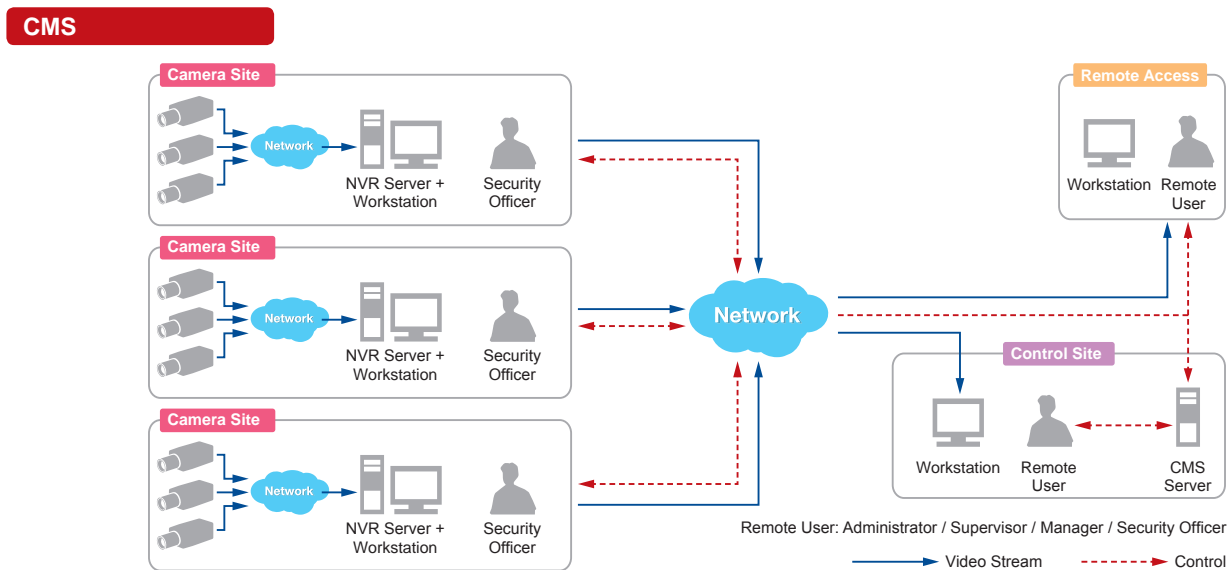 CMS
Camera Site
Network
NVR Server +
Workstation
Security
Officer
Camera Site
Network
NVR Server +
Workstation
Security
Officer
Camera Site
Network
NVR Server +
Workstation
Security
Officer
Network
Remote Access
Workstation
Remote
User
Control Site
Workstation
Remote
User
CMS
Server
Remote User: Administrator / Supervisor / Manager / Security Officer
Video Stream
Control